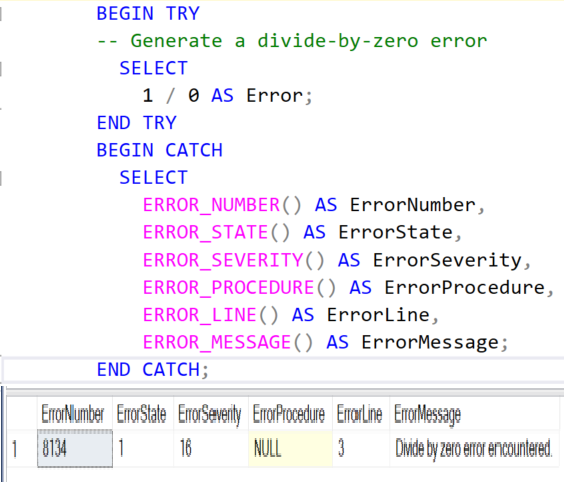 BEGIN TRY
-- Generate a divide-by-zero error
SELECT
1 / 0 AS Error;
END TRY
BEGIN CATCH
SELECT
ERROR_NUMBER() AS ErrorNumber,
ERROR_STATE() AS ErrorState,
ERROR_SEVERITY() AS ErrorSeverity,
ERROR_PROCEDURE() AS ErrorProcedure,
ERROR_LINE() AS ErrorLine,
ERROR_MESSAGE() AS ErrorMessage;
END CATCH;
ErrorNumber ErrorState ErrorSeverity ErrorProcedure ErrorLine ErrorMessage
1 8134 1 16 NULL 3 Divide by zero error encountered.